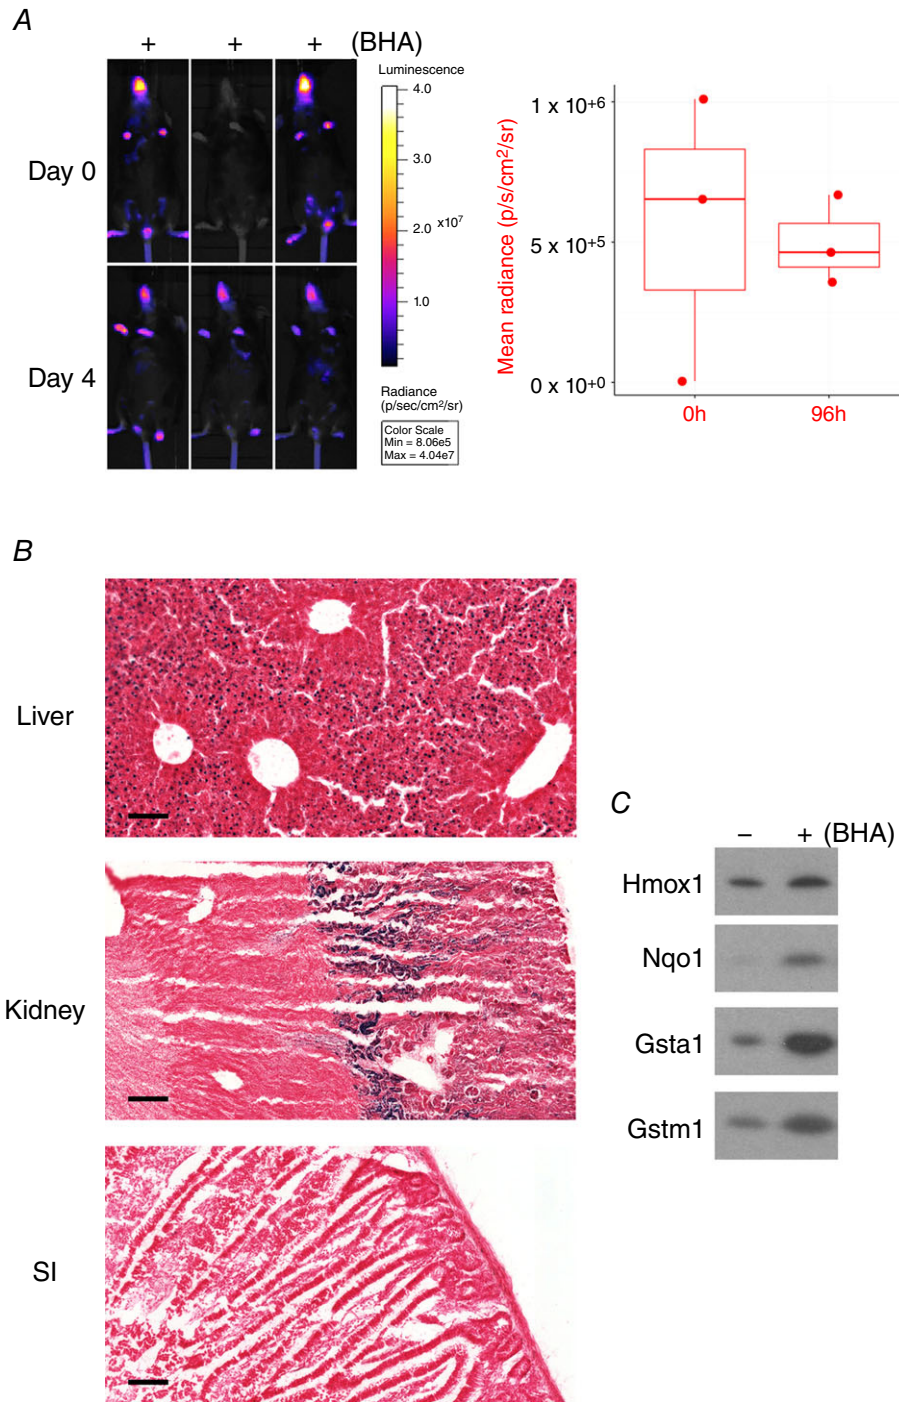 A
+ + + (BHA)
Day 0
Day 4
Luminescence
4.0
3.0
2.0 x10⁷
1.0
Radiance
(p/sec/cm²/sr)
Color Scale
Min = 8.06e5
Max = 4.04e7
Mean radiance (p/s/cm²/sr)
1 x 10⁺⁶
5 x 10⁺⁵
0 x 10⁺⁰
0h 96h
B
Liver
Kidney
SI
C
− + (BHA)
Hmox1
Nqo1
Gsta1
Gstm1